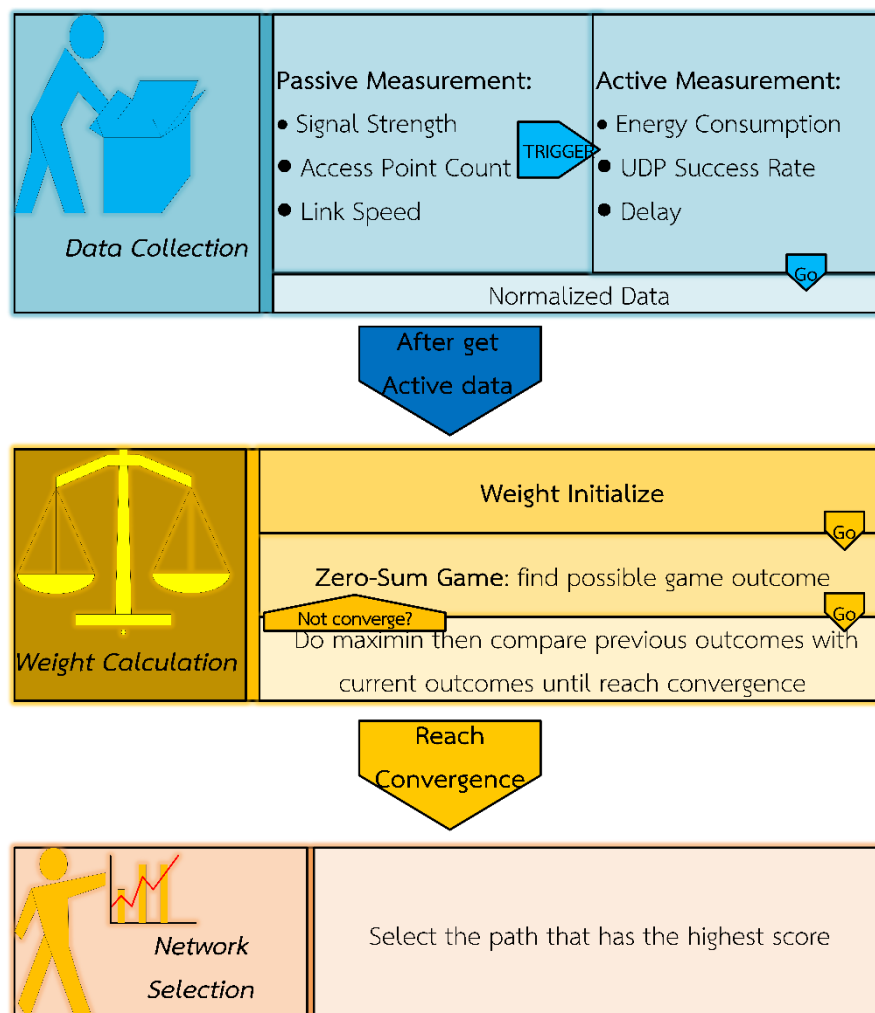 Passive Measurement:
• Signal Strength
• Access Point Count
• Link Speed
TRIGGER
Active Measurement:
• Energy Consumption
• UDP Success Rate
• Delay
Data Collection
Go
Normalized Data
After get
Active data
Weight Initialize
Go
Zero-Sum Game: find possible game outcome
Go
Not converge?
Do maximin then compare previous outcomes with
current outcomes until reach convergence
Weight Calculation
Reach
Convergence
Network
Selection
Select the path that has the highest score